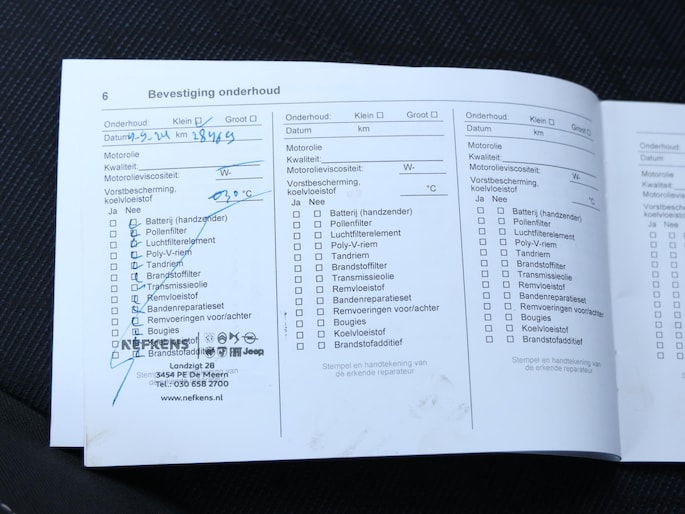 6 Bevestiging onderhoud
Onderhoud: Klein ☐ Groot ☐
Datum 9-9-24 km 28969
Motorolie
Kwaliteit:
Motorolieviscositeit: W-
Vorstbescherming,
koelvloeistof -030 °C
Ja Nee
Batterij (handzender)
Pollenfilter
Luchtfilterelement
Poly-V-riem
Tandriem
Brandstoffilter
Transmissieolie
Remvloeistof
Bandenreparatieset
Remvoeringen voor/achter
Bougies
Koelvloeistof
Brandstofadditief
NEFKENS
Jeep
Landzigt 28
3454 PE De Meern
Tel.: 030 658 2700
www.nefkens.nl
Onderhoud: Klein ☐ Groot ☐
Datum km
Motorolie
Kwaliteit:
Motorolieviscositeit: W-
Vorstbescherming,
koelvloeistof °C
Ja Nee
Batterij (handzender)
Pollenfilter
Luchtfilterelement
Poly-V-riem
Tandriem
Brandstoffilter
Transmissieolie
Remvloeistof
Bandenreparatieset
Remvoeringen voor/achter
Bougies
Koelvloeistof
Brandstofadditief
Stempel en handtekening van
de erkende reparateur
Onderhoud: Klein ☐ Groot ☐
Datum km
Motorolie
Kwaliteit:
Motorolieviscositeit: W-
Vorstbescherming,
koelvloeistof °C
Ja Nee
Batterij (handzender)
Pollenfilter
Luchtfilterelement
Poly-V-riem
Tandriem
Brandstoffilter
Transmissieolie
Remvloeistof
Bandenreparatieset
Remvoeringen voor/achter
Bougies
Koelvloeistof
Brandstofadditief
Stempel en handtekening van
de erkende reparateur
Datum
Motorolie
Kwaliteit:
koelvloeistof
Ja Nee